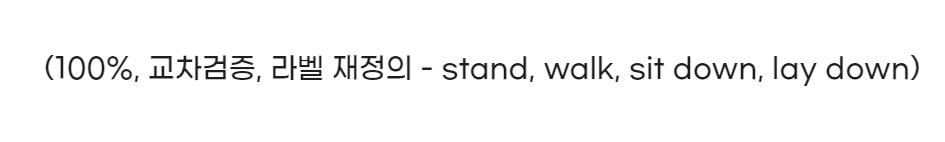 (100%, 교차검증, 라벨 재정의 - stand, walk, sit down, lay down)